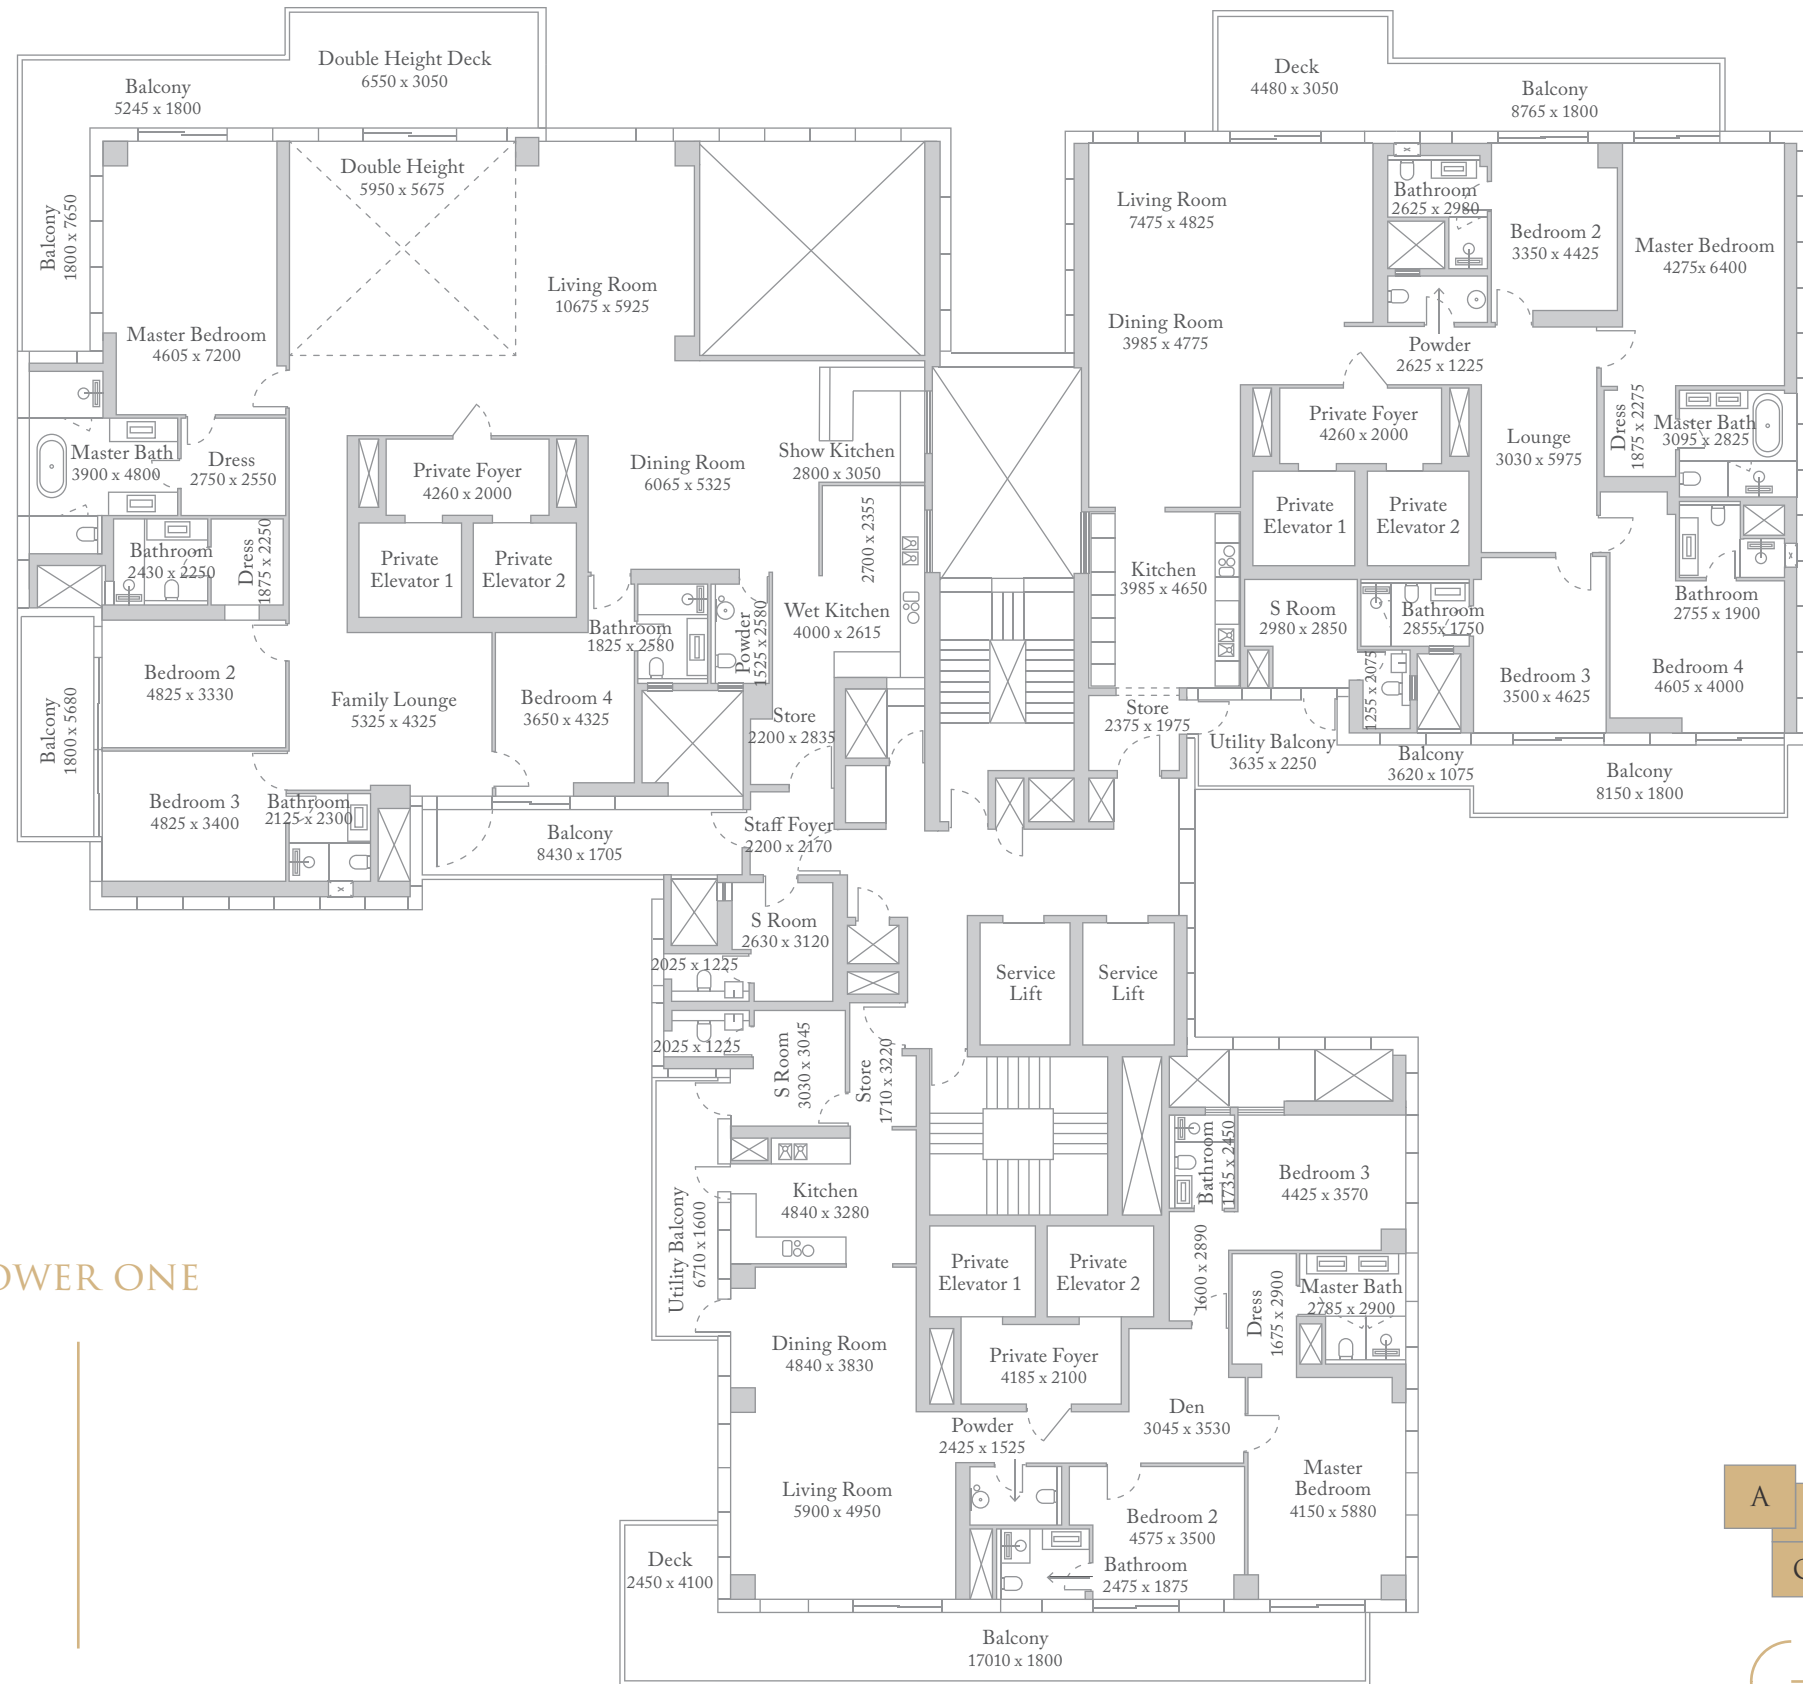 Double Height Deck
6550 x 3050
Balcony
5245 x 1800
Deck
4480 x 3050
Balcony
8765 x 1800
Double Height
5950 x 5675
Balcony
1800 x 7650
Living Room
10675 x 5925
Master Bedroom
4605 x 7200
Living Room
7475 x 4825
Bathroom
2625 x 2980
Bedroom 2
3350 x 4425
Master Bedroom
4275x 6400
Dining Room
3985 x 4775
Powder
2625 x 1225
Private Foyer
4260 x 2000
Lounge
3030 x 5975
Dress
1875 x 2275
Master Bath
3095 x 2825
Master Bath
3900 x 4800
Dress
2750 x 2550
Private Foyer
4260 x 2000
Dining Room
6065 x 5325
Show Kitchen
2800 x 3050
2700 x 2355
Private
Elevator 1
Private
Elevator 2
Private
Elevator 1
Private
Elevator 2
Bathroom
2430 x 2250
Dress
1875 x 2250
Bathroom
1825 x 2580
Powder
1525 x 2580
Wet Kitchen
4000 x 2615
Kitchen
3985 x 4650
S Room
2980 x 2850
Bathroom
2855x 1750
1255 x 2075
Bathroom
2755 x 1900
Bedroom 3
3500 x 4625
Bedroom 4
4605 x 4000
Bedroom 2
4825 x 3330
Family Lounge
5325 x 4325
Bedroom 4
3650 x 4325
Store
2200 x 2835
Store
2375 x 1975
Utility Balcony
3635 x 2250
Balcony
3620 x 1075
Balcony
8150 x 1800
Balcony
1800 x 5680
Bedroom 3
4825 x 3400
Bathroom
2125 x 2300
Balcony
8430 x 1705
Staff Foyer
2200 x 2170
S Room
2630 x 3120
2025 x 1225
Service
Lift
Service
Lift
2025 x 1225
S Room
3030 x 3045
Store
1710 x 3220
Bathroom
1735 x 2450
Bedroom 3
4425 x 3570
Kitchen
4840 x 3280
Utility Balcony
6710 x 1600
Private
Elevator 1
Private
Elevator 2
1600 x 2890
Dress
1675 x 2900
Master Bath
2785 x 2900
OWER ONE
Dining Room
4840 x 3830
Private Foyer
4185 x 2100
Den
3045 x 3530
Powder
2425 x 1525
Living Room
5900 x 4950
Master
Bedroom
4150 x 5880
Bedroom 2
4575 x 3500
Bathroom
2475 x 1875
Deck
2450 x 4100
Balcony
17010 x 1800
A